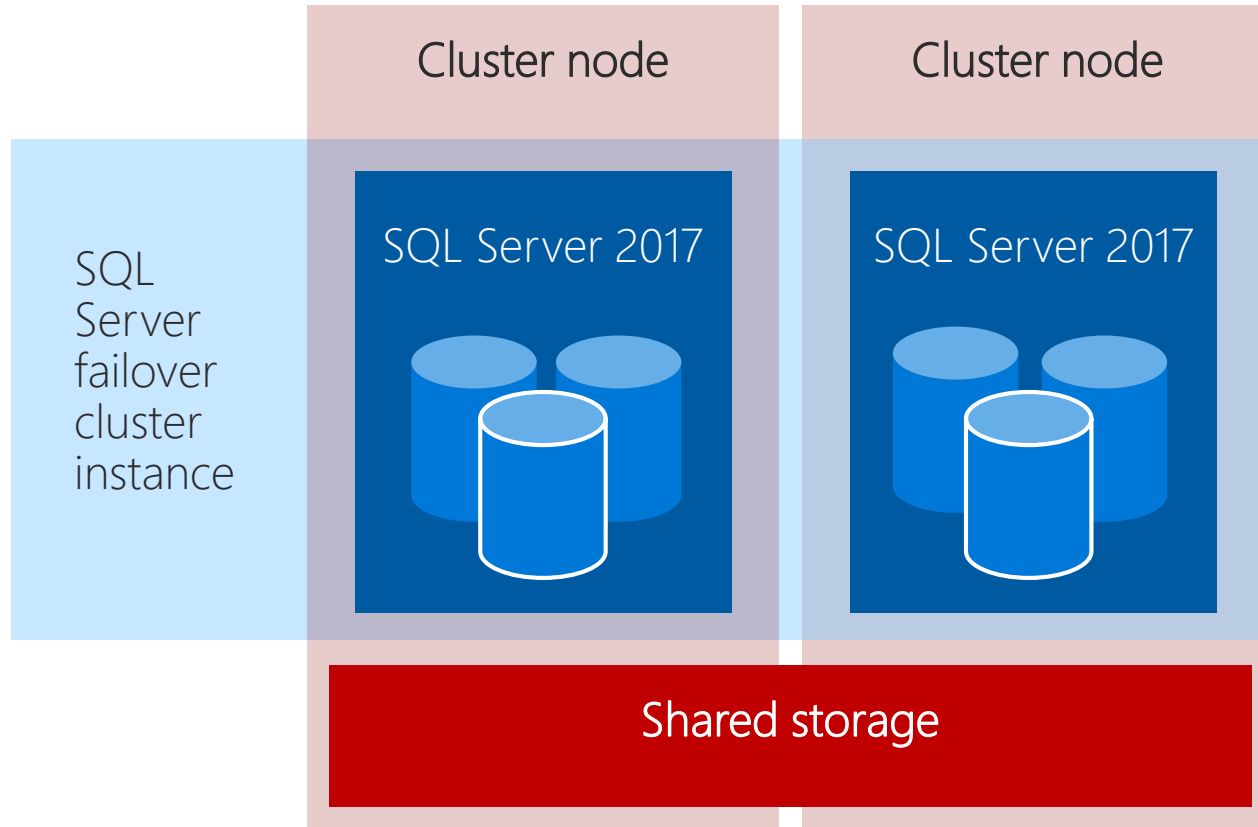 Cluster node
Cluster node
SQL Server 2017
SQL Server 2017
SQL
Server
failover
cluster
instance
Shared storage